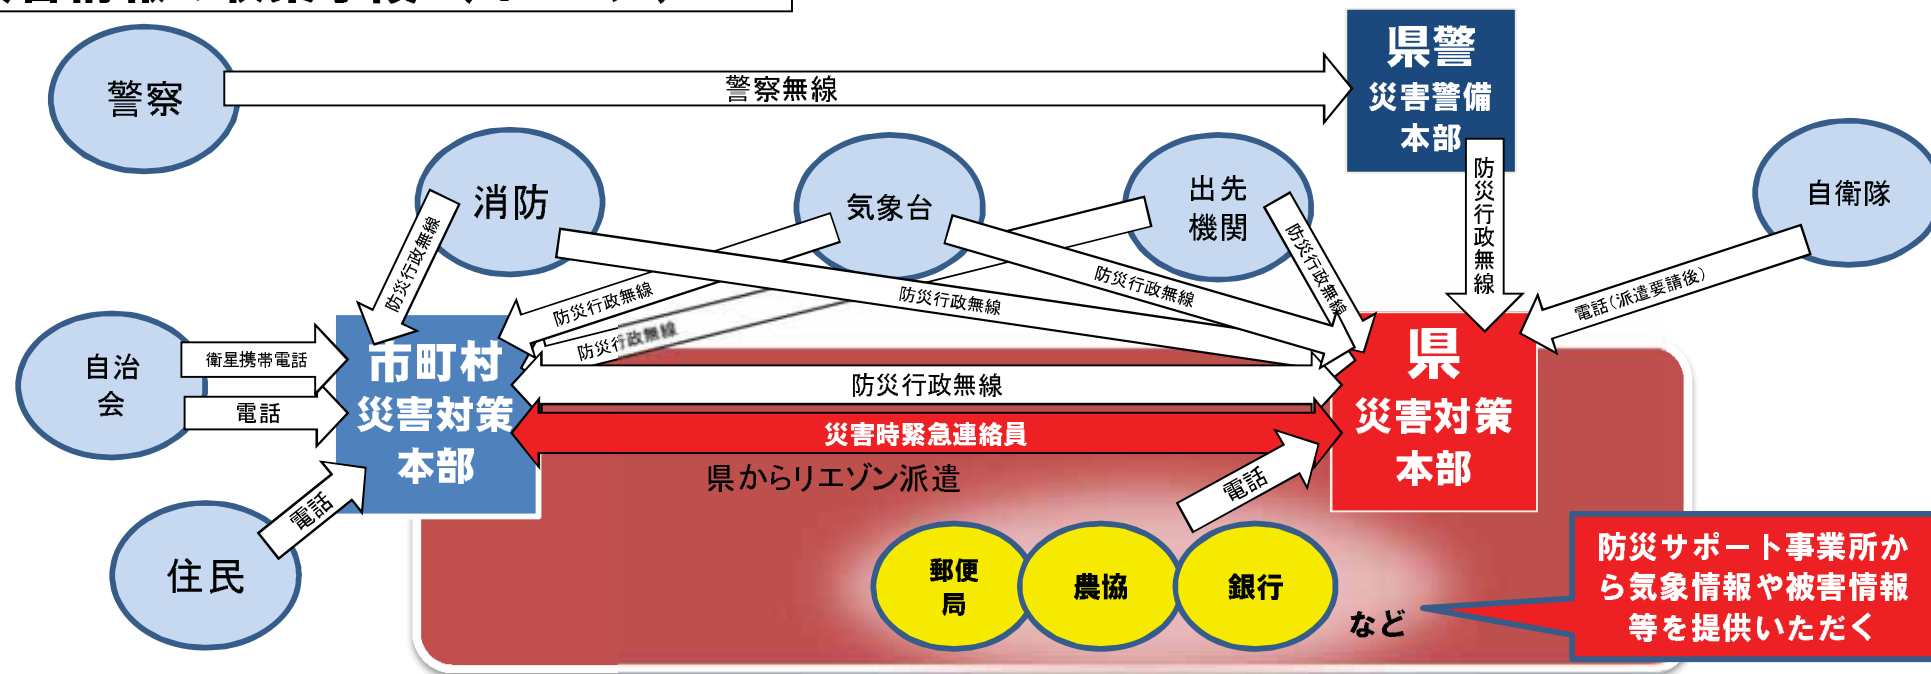 警察
警察無線
県警
災害警備
本部
消防
気象台
出先
機関
自衛隊
防災行政無線
防災行政無線
防災行政無線
防災行政無線
防災行政無線
防災行政無線
防災行政無線
電話(派遣要請後)
自治
会
衛星携帯電話
電話
市町村
災害対策
本部
防災行政無線
災害時緊急連絡員
県からリエゾン派遣
県
災害対策
本部
電話
住民
電話
郵便
局
農協
銀行
など
防災サポート事業所か
ら気象情報や被害情報
等を提供いただく